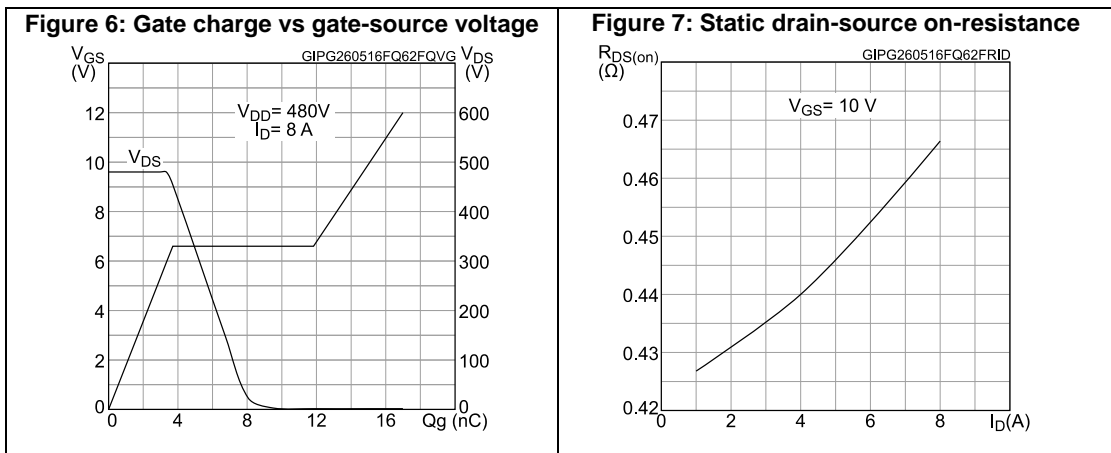 Figure 6: Gate charge vs gate-source voltage
VGS
(V)
GIPG260516FQ62FQVG
VDS
(V)
VDD= 480V
ID= 8 A
VDS
12
10
8
6
4
2
0
600
500
400
300
200
100
0
0 4 8 12 16 Qg (nC)
Figure 7: Static drain-source on-resistance
RDS(on)
(Ω)
GIPG260516FQ62FRID
VGS= 10 V
0.47
0.46
0.45
0.44
0.43
0.42
0 2 4 6 8 ID(A)